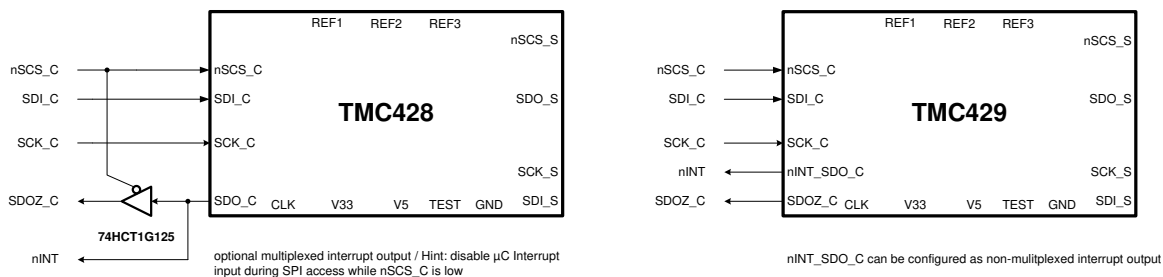 REF1 REF2 REF3
nSCS_S
nSCS_C nSCS_C
SDI_C SDI_C SDO_S
TMC428
SCK_C SCK_C
SCK_S
SDOZ_C SDO_C CLK V33 V5 TEST GND SDI_S
74HCT1G125
nINT
optional multiplexed interrupt output / Hint: disable µC Interrupt
input during SPI access while nSCS_C is low
REF1 REF2 REF3
nSCS_S
nSCS_C nSCS_C
SDI_C SDI_C SDO_S
TMC429
SCK_C SCK_C
nINT nINT_SDO_C SCK_S
SDOZ_C SDOZ_C CLK V33 V5 TEST GND SDI_S
nINT_SDO_C can be configured as non-mulitplexed interrupt output